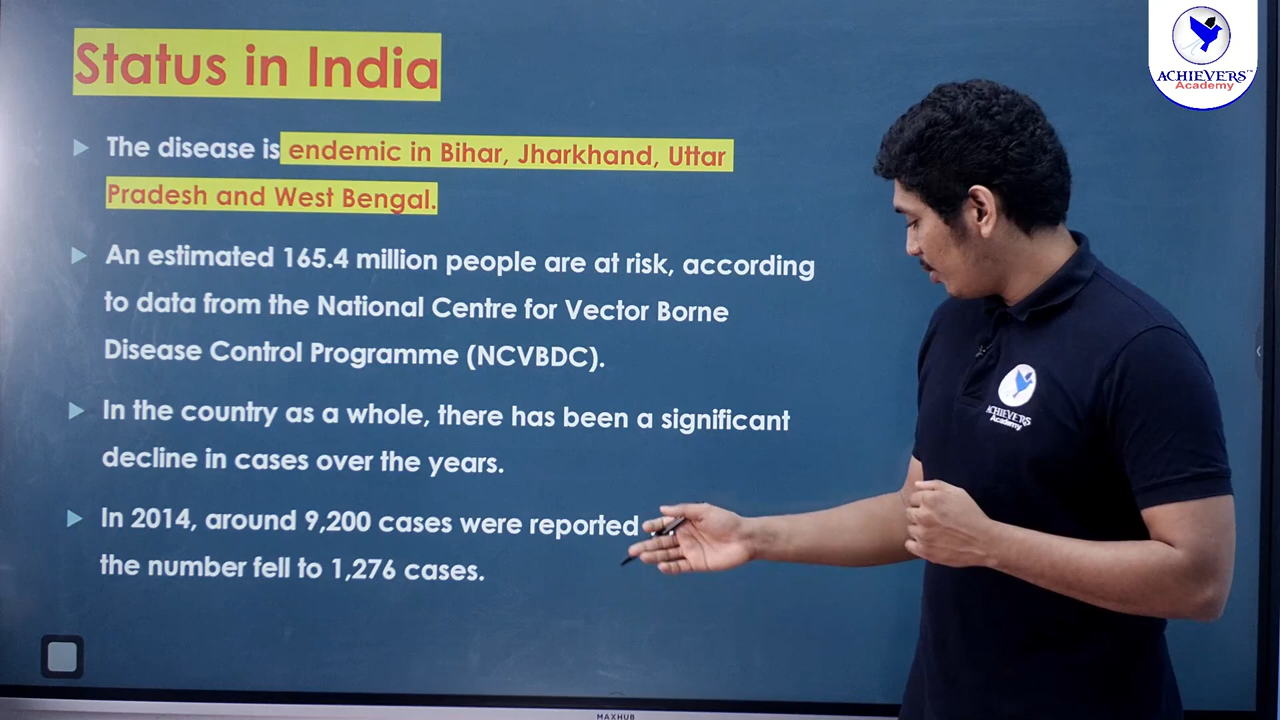 Status in India
The disease is endemic in Bihar, Jharkhand, Uttar
Pradesh and West Bengal.
An estimated 165.4 million people are at risk, according
to data from the National Centre for Vector Borne
Disease Control Programme (NCVBDC).
In the country as a whole, there has been a significant
decline in cases over the years.
In 2014, around 9,200 cases were reported
the number fell to 1,276 cases.
ACHIEVERS™
Academy
ACHIEVERS
Academy
MAXHUB